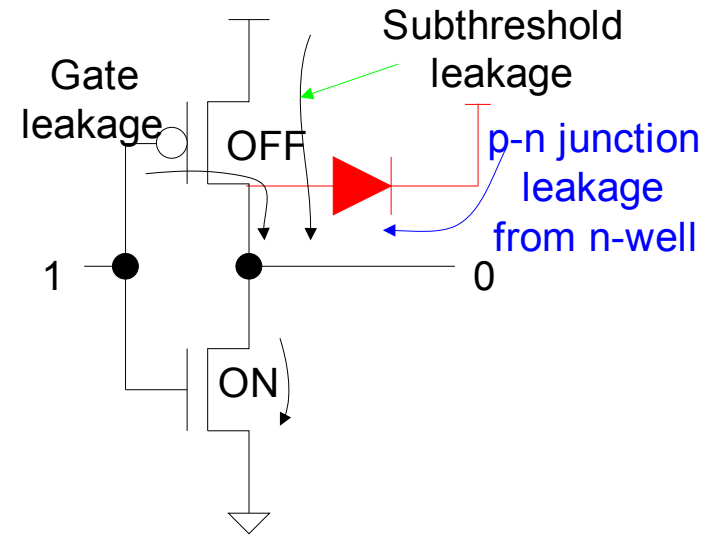 Subthreshold
leakage
Gate
leakage
OFF
p-n junction
leakage
from n-well
1
0
ON